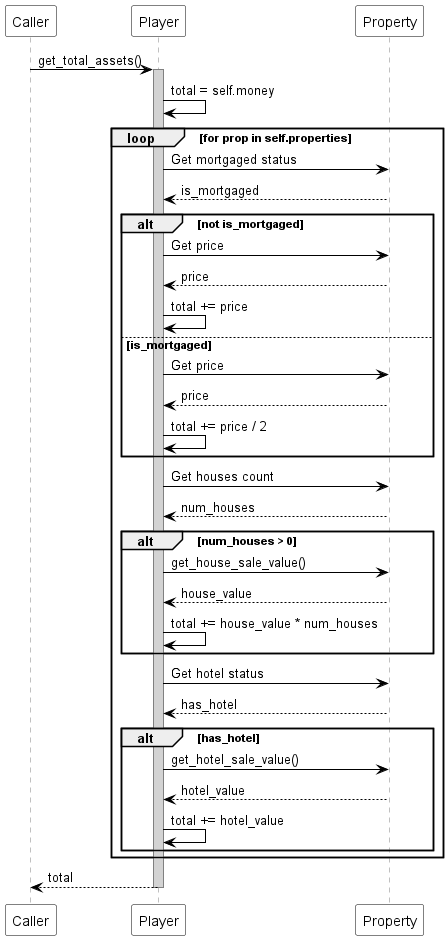 Caller Player Property
get_total_assets()
total = self.money
loop [for prop in self.properties]
Get mortgaged status
is_mortgaged
alt [not is_mortgaged]
Get price
price
total += price
[is_mortgaged]
Get price
price
total += price / 2
Get houses count
num_houses
alt [num_houses > 0]
get_house_sale_value()
house_value
total += house_value * num_houses
Get hotel status
has_hotel
alt [has_hotel]
get_hotel_sale_value()
hotel_value
total += hotel_value
total
Caller Player Property